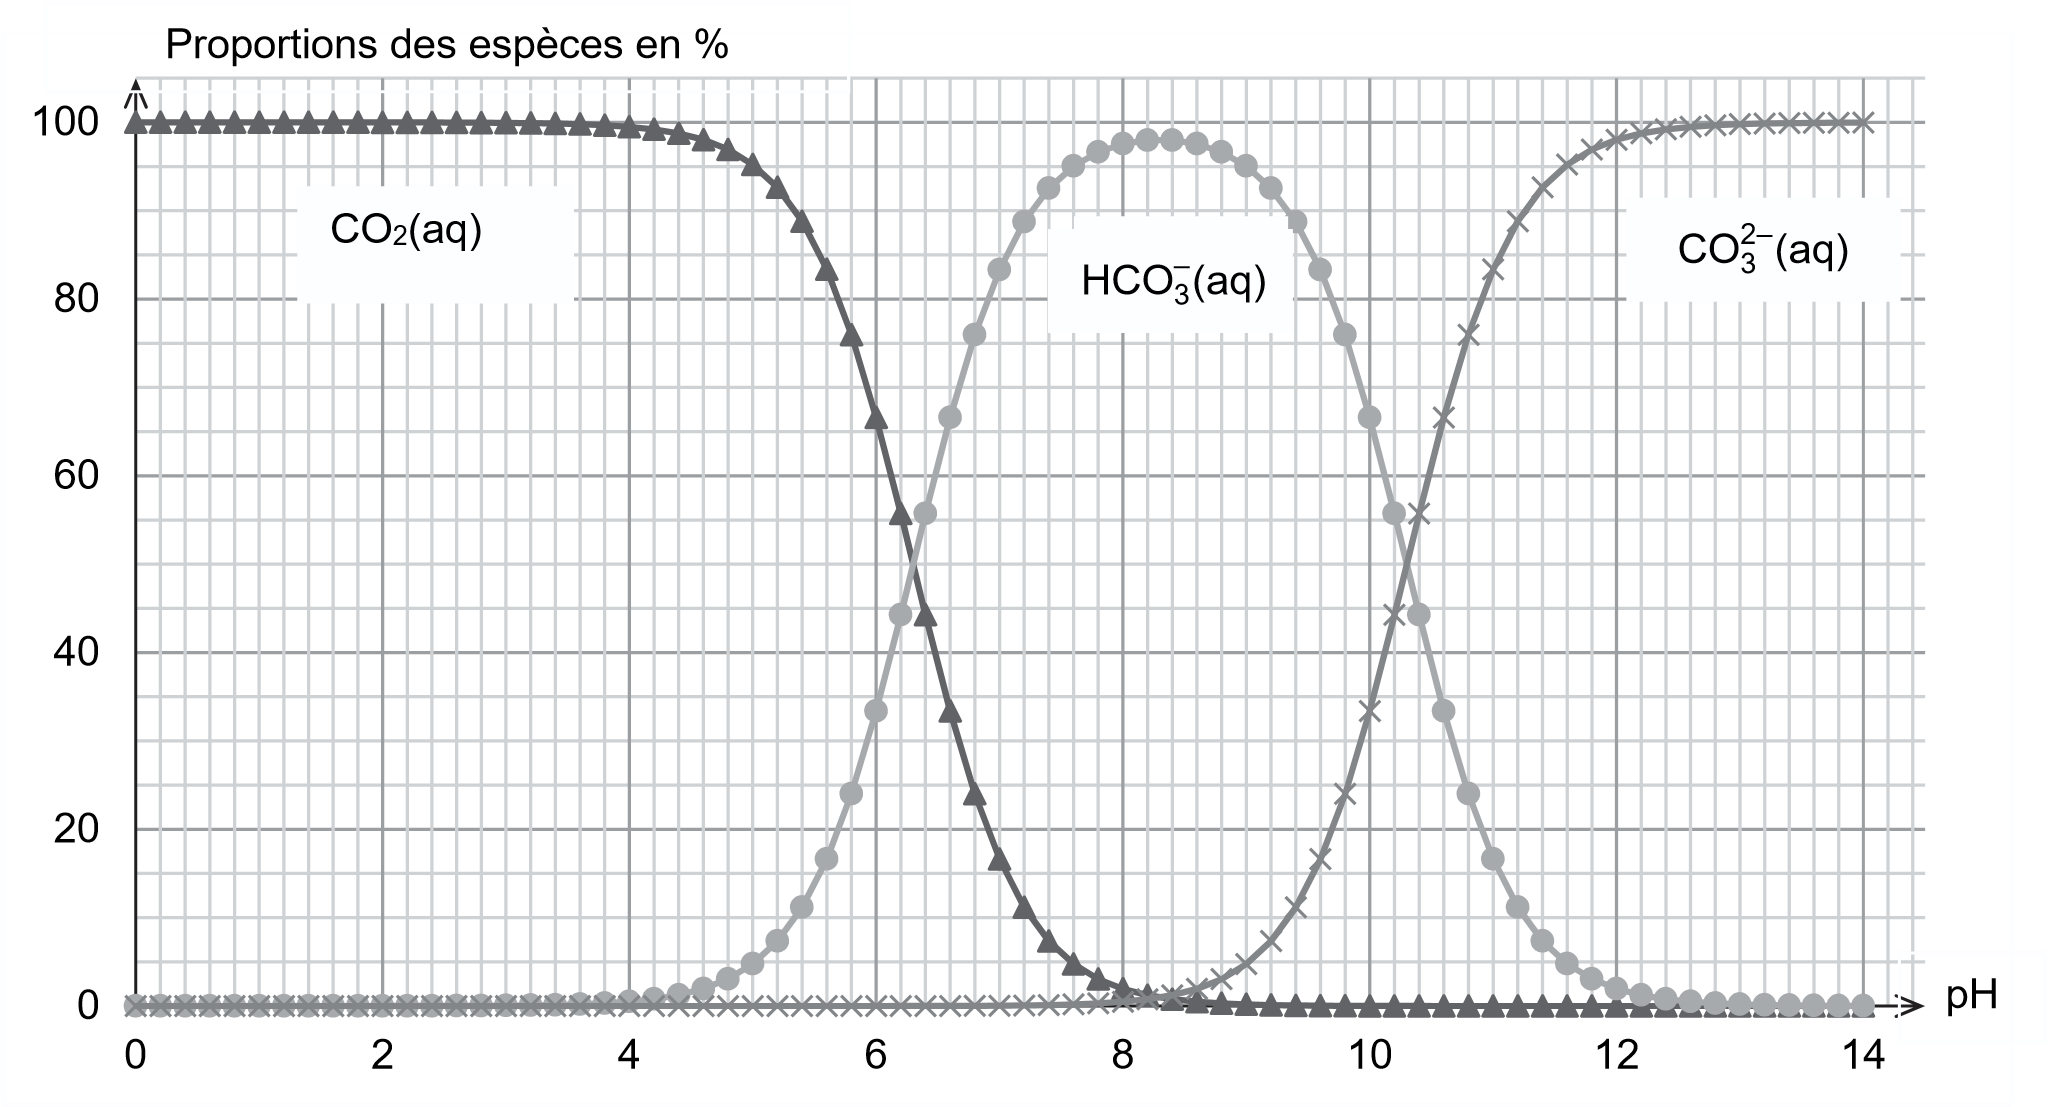 Proportions des espèces en %
100
80
60
40
20
0
CO₂(aq)
HCO₃⁻(aq)
CO₃²⁻(aq)
pH
0 2 4 6 8 10 12 14